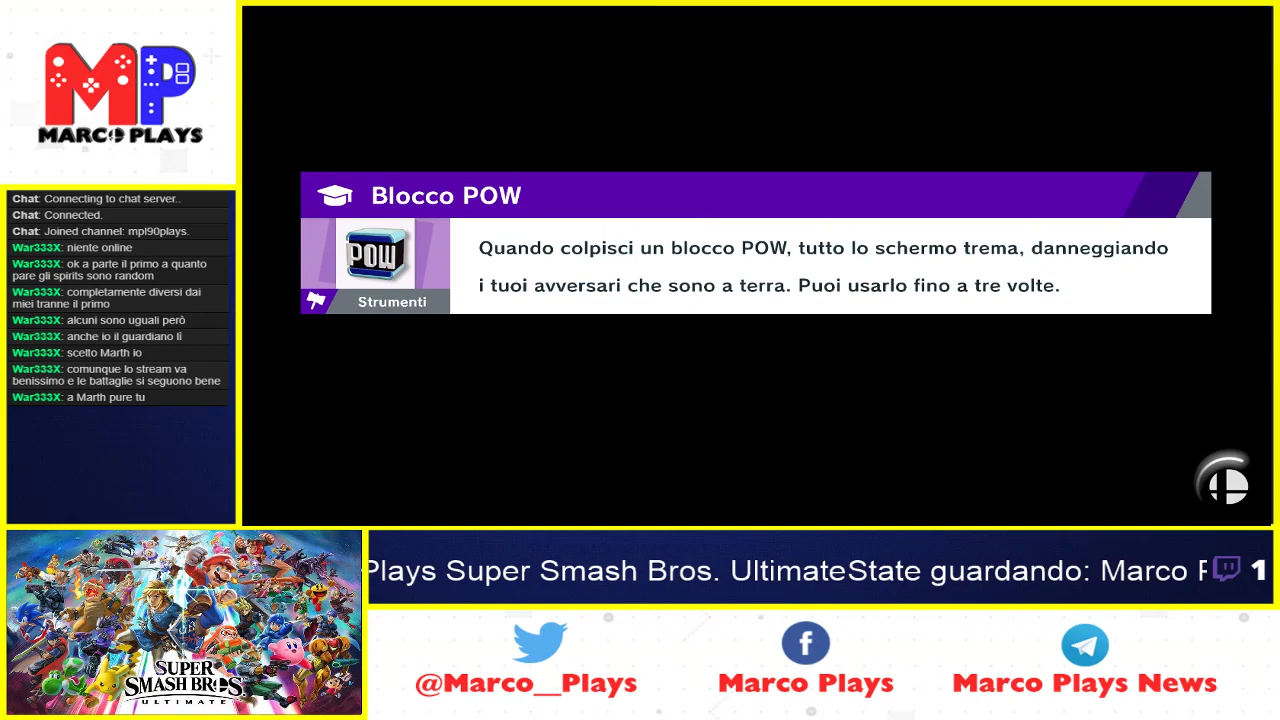 MP
MARCO PLAYS
Chat: Connecting to chat server..
Chat: Connected.
Chat: Joined channel: mpl90plays.
War333X: niente online
War333X: ok a parte il primo a quanto
pare gli spirits sono random
War333X: completamente diversi dai
miei tranne il primo
War333X: alcuni sono uguali però
War333X: anche io il guardiano lì
War333X: scelto Marth io
War333X: comunque lo stream va
benissimo e le battaglie si seguono bene
War333X: a Marth pure tu
Blocco POW
POW
Strumenti
Quando colpisci un blocco POW, tutto lo schermo trema, danneggiando
i tuoi avversari che sono a terra. Puoi usarlo fino a tre volte.
SUPER
SMASH BROS.
ULTIMATE
Plays Super Smash Bros. UltimateState guardando: Marco P
1
@Marco__Plays
Marco Plays
Marco Plays News